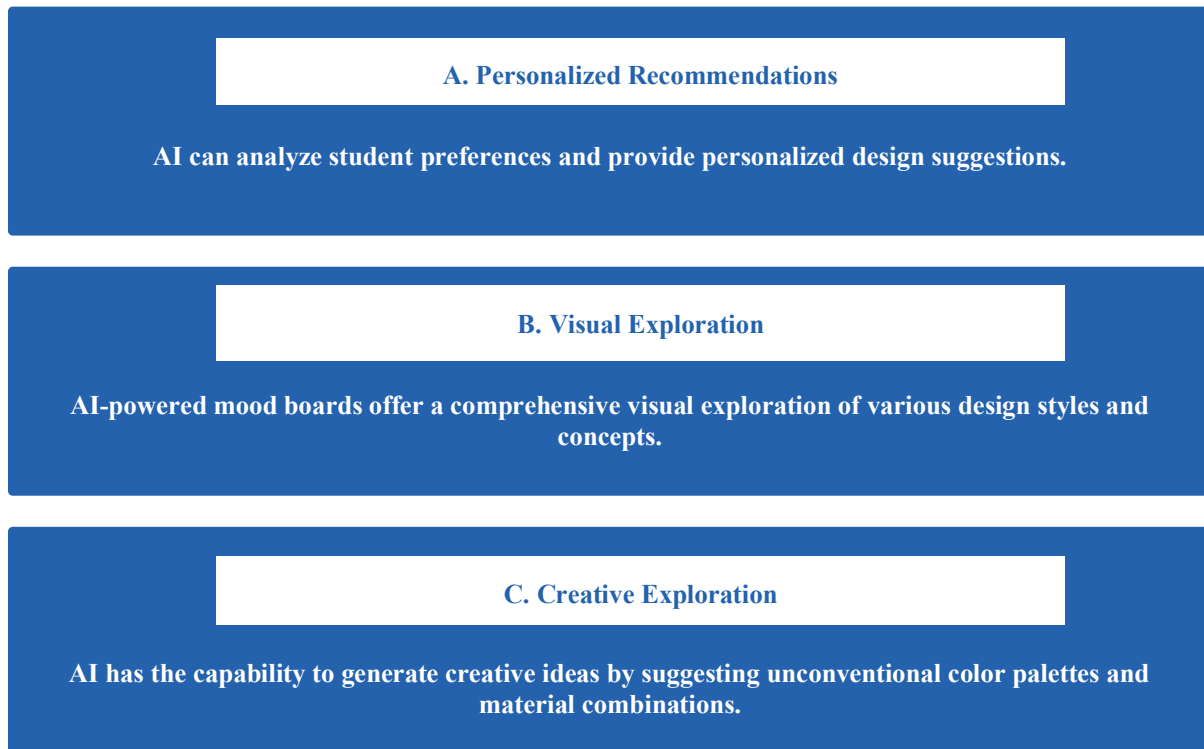 A. Personalized Recommendations
AI can analyze student preferences and provide personalized design suggestions.
B. Visual Exploration
AI-powered mood boards offer a comprehensive visual exploration of various design styles and
concepts.
C. Creative Exploration
AI has the capability to generate creative ideas by suggesting unconventional color palettes and
material combinations.